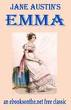 JANE AUSTIN'S
EMMA
an ebooksonthe.net free classic